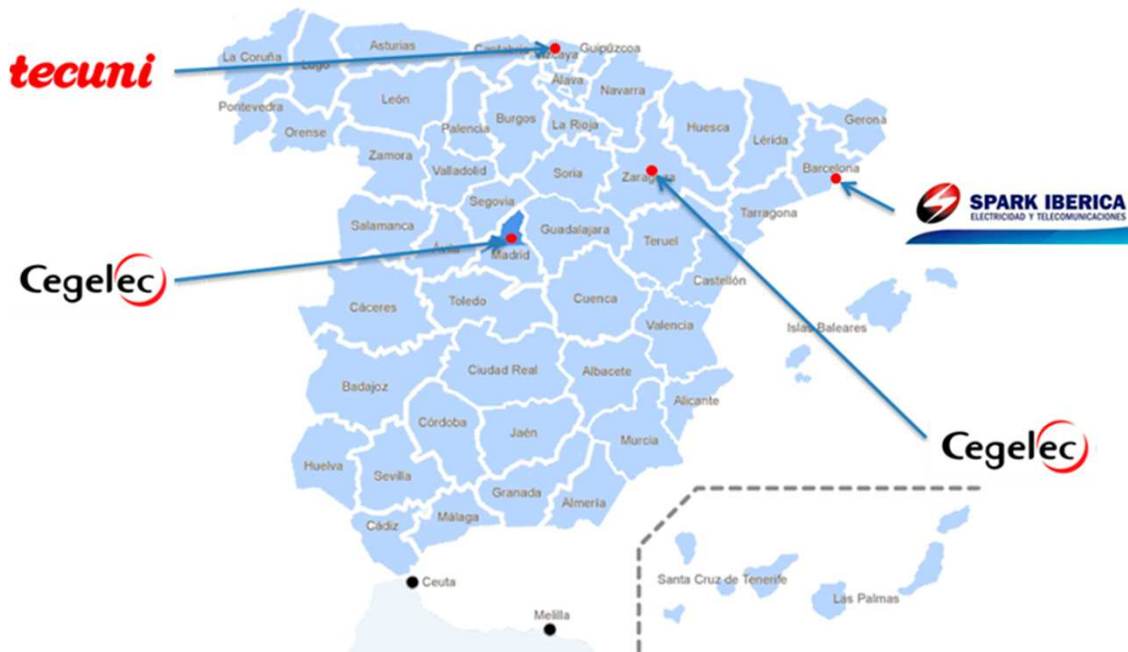 tecuni
La Coruña
Lugo
Asturias
Cantabria
Vizcaya
Guipúzcoa
Álava
Navarra
Pontevedra
Orense
León
Palencia
Burgos
La Rioja
Huesca
Lérida
Gerona
Barcelona
Zamora
Valladolid
Soria
Zaragoza
Tarragona
SPARK IBERICA
ELECTRICIDAD Y TELECOMUNICACIONES
Segovia
Salamanca
Ávila
Madrid
Guadalajara
Teruel
Castellón
Cegelec
Cáceres
Toledo
Cuenca
Valencia
Islas Baleares
Badajoz
Ciudad Real
Albacete
Alicante
Córdoba
Jaén
Murcia
Cegelec
Huelva
Sevilla
Granada
Almería
Cádiz
Málaga
Ceuta
Melilla
Santa Cruz de Tenerife
Las Palmas